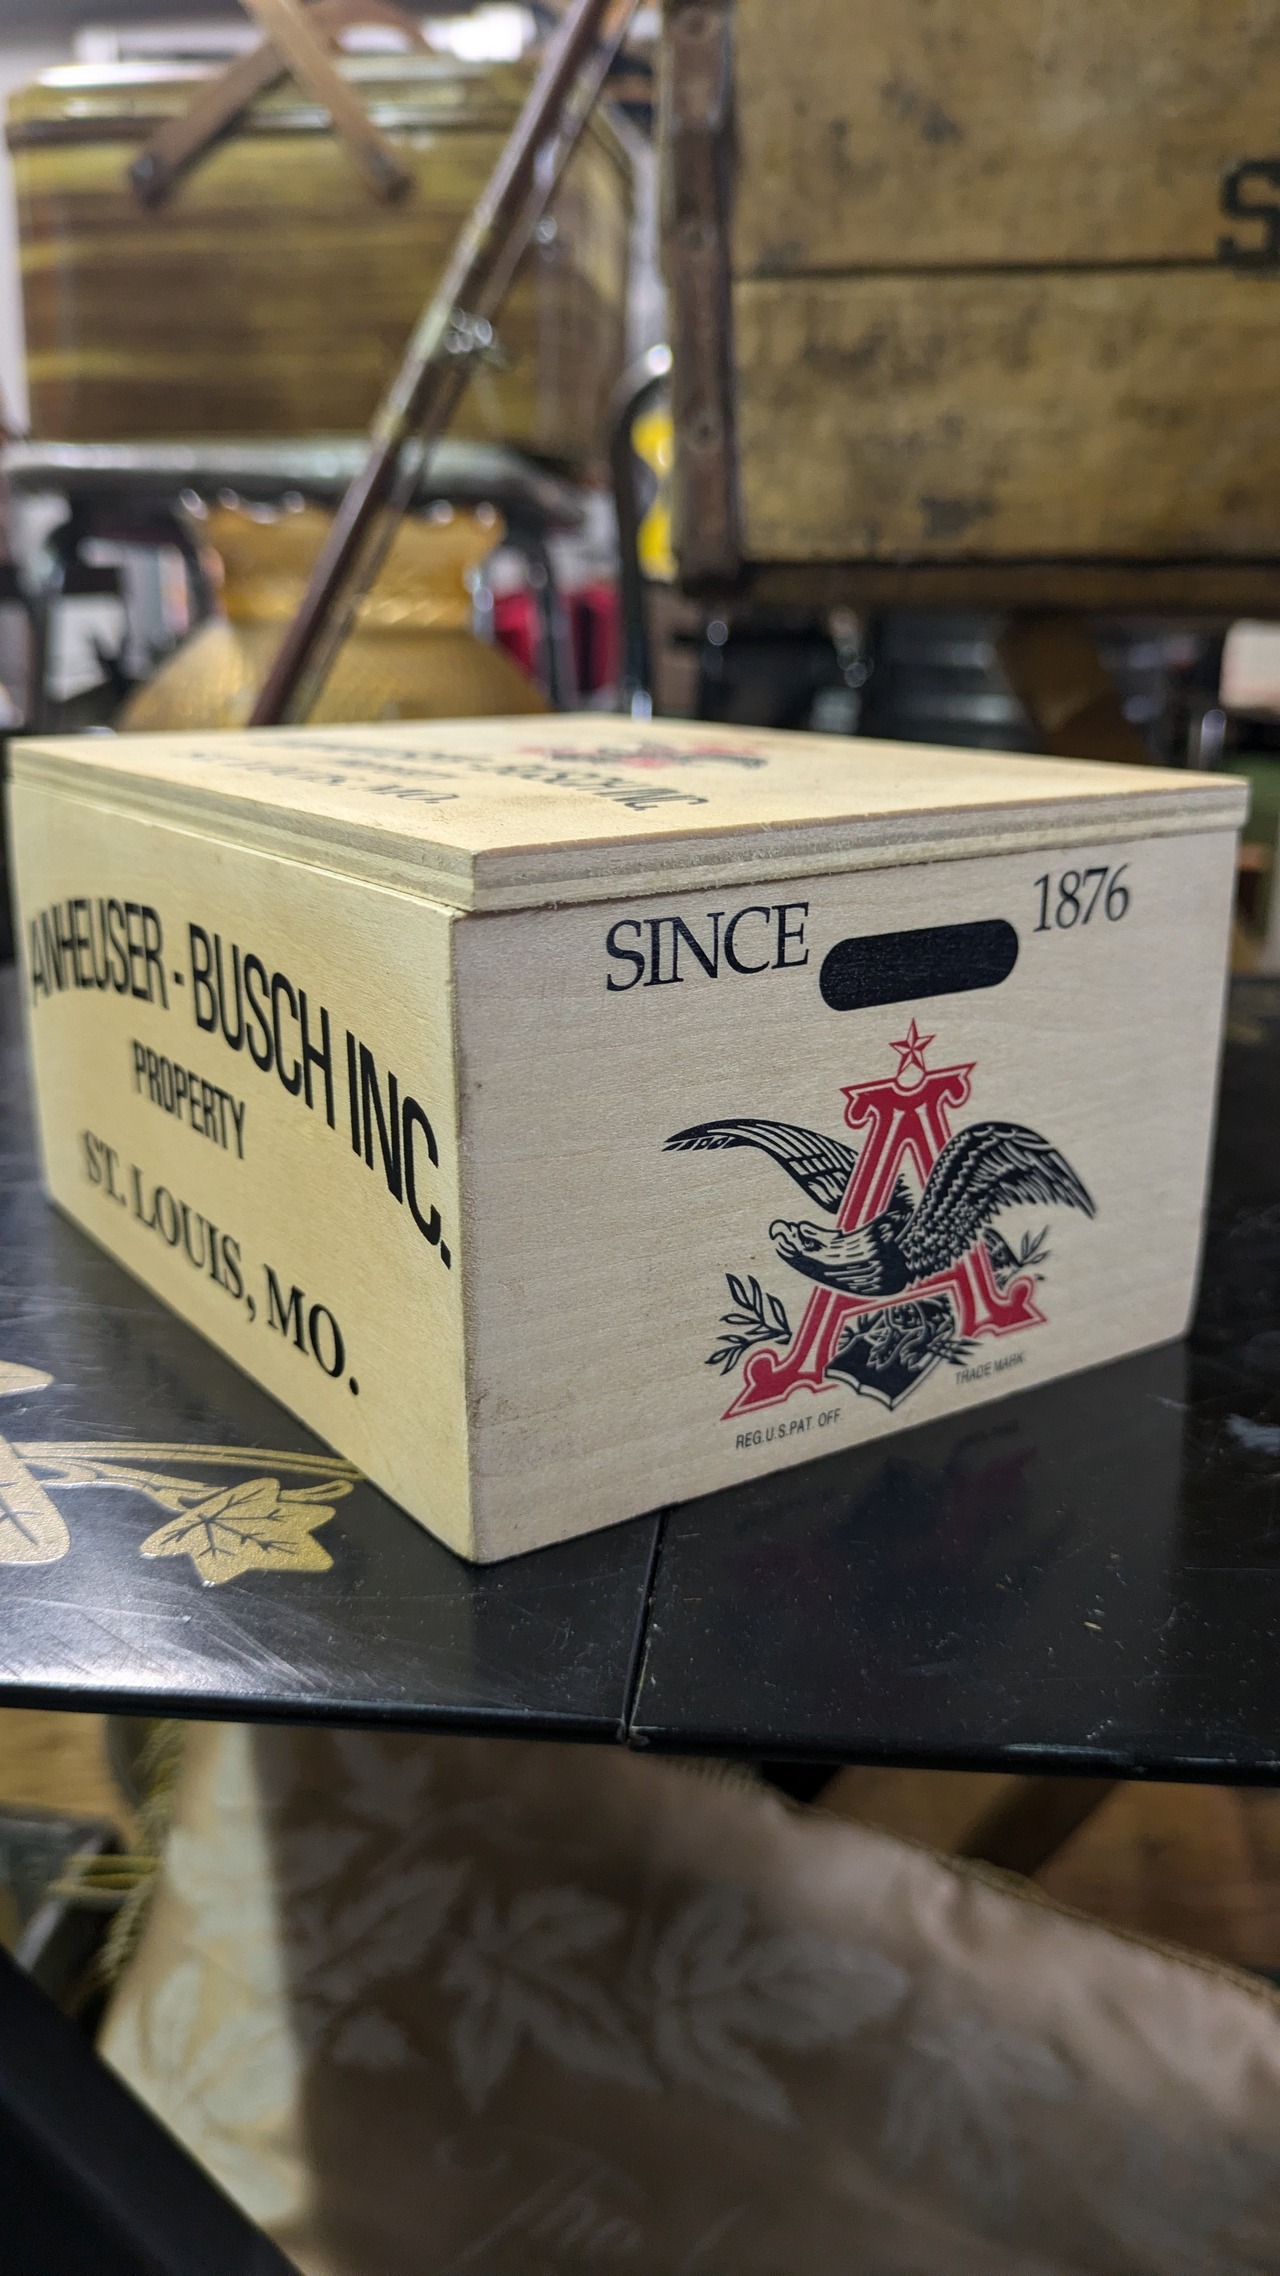 ANHEUSER-BUSCH INC.
PROPERTY
ST. LOUIS, MO.
SINCE 1876
A
REG.U.S.PAT. OFF.
TRADE MARK
S